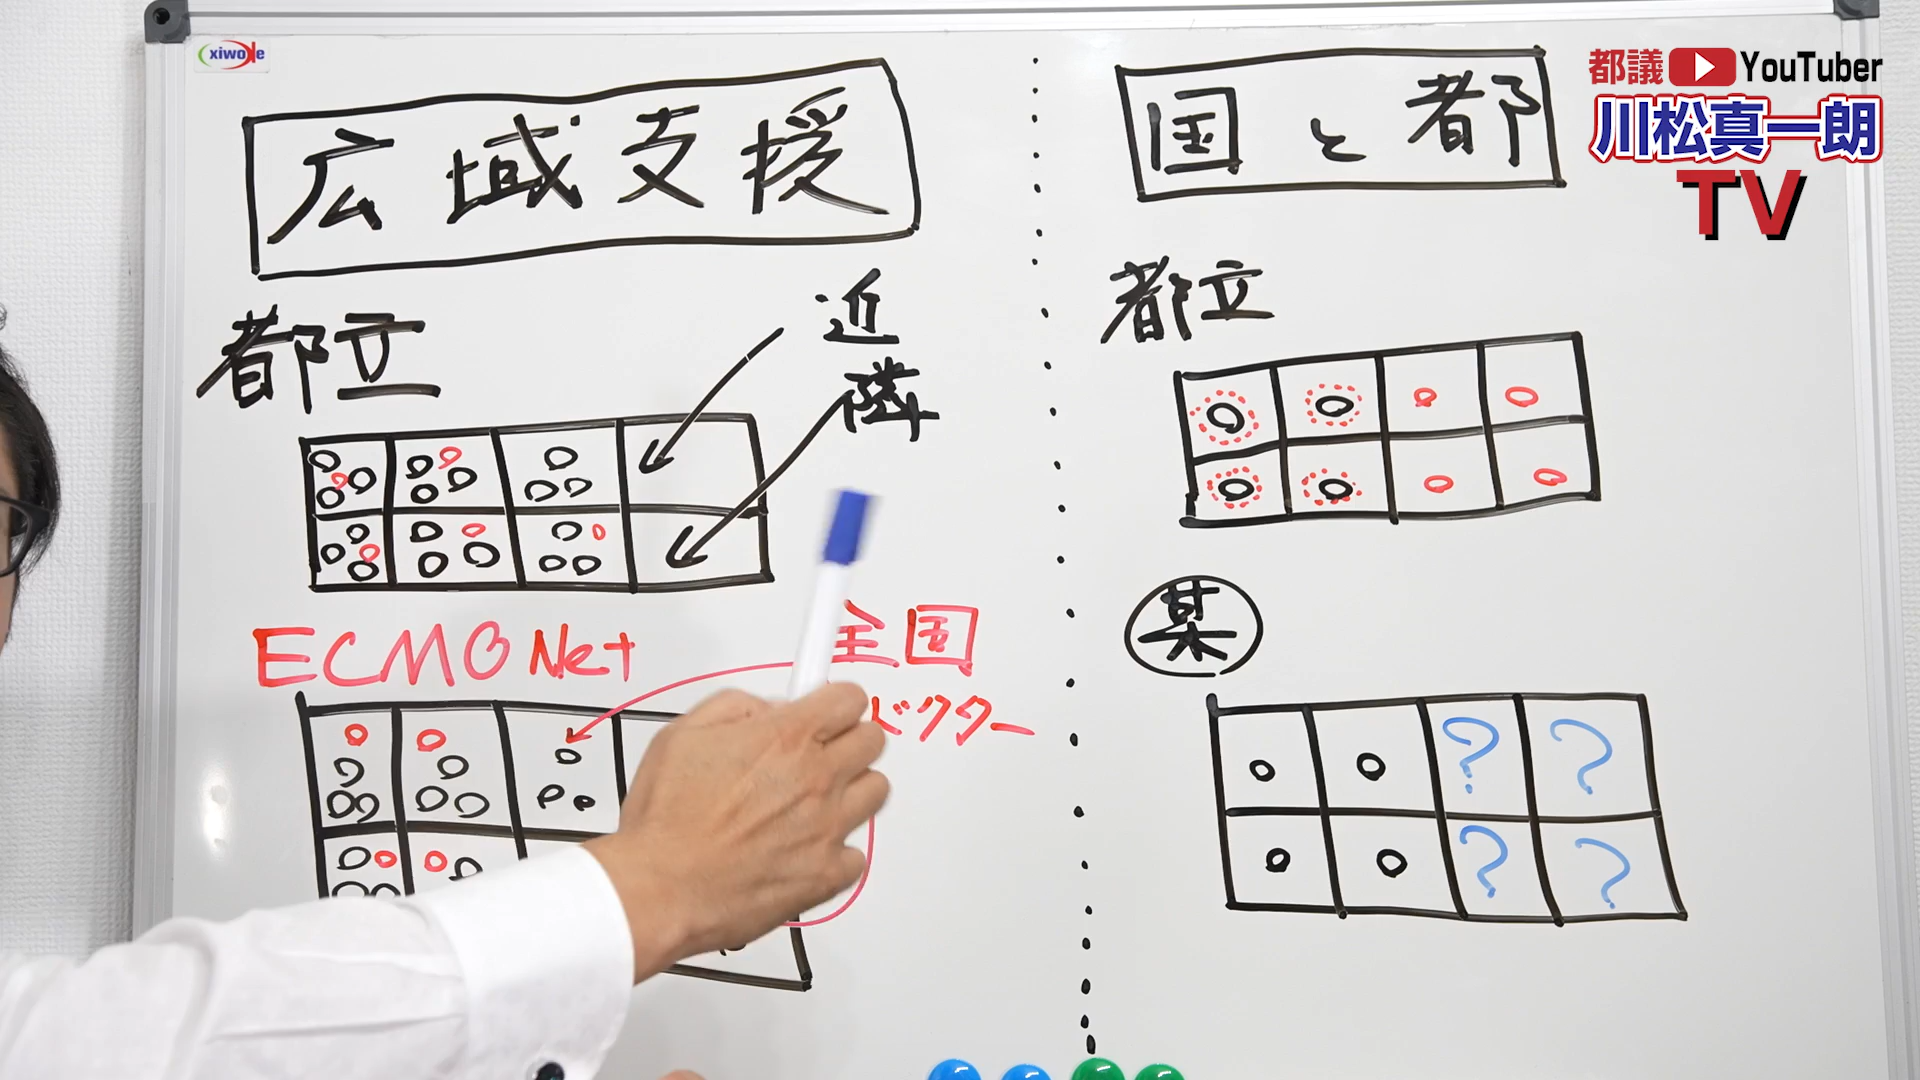 xiwoke
広域支援
都立
近隣
ECMO Net
全国
ドクター
国と都
都立
某
? ?
? ?
都議 YouTuber
川松真一朗
TV